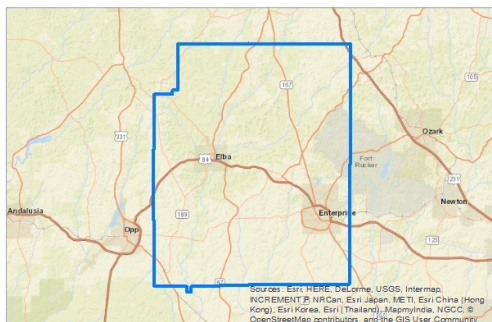 105
167
Ozark
331
84
Elba
Fort
Rucker
231
Newton
Andalusia
189
Enterprise
Opp
123
Sources: Esri, HERE, DeLorme, USGS, Intermap,
INCREMENT P, NRCan, Esri Japan, METI, Esri China (Hong
Kong), Esri Korea, Esri (Thailand), MapmyIndia, NGCC, ©
OpenStreetMap contributors, and the GIS User Community